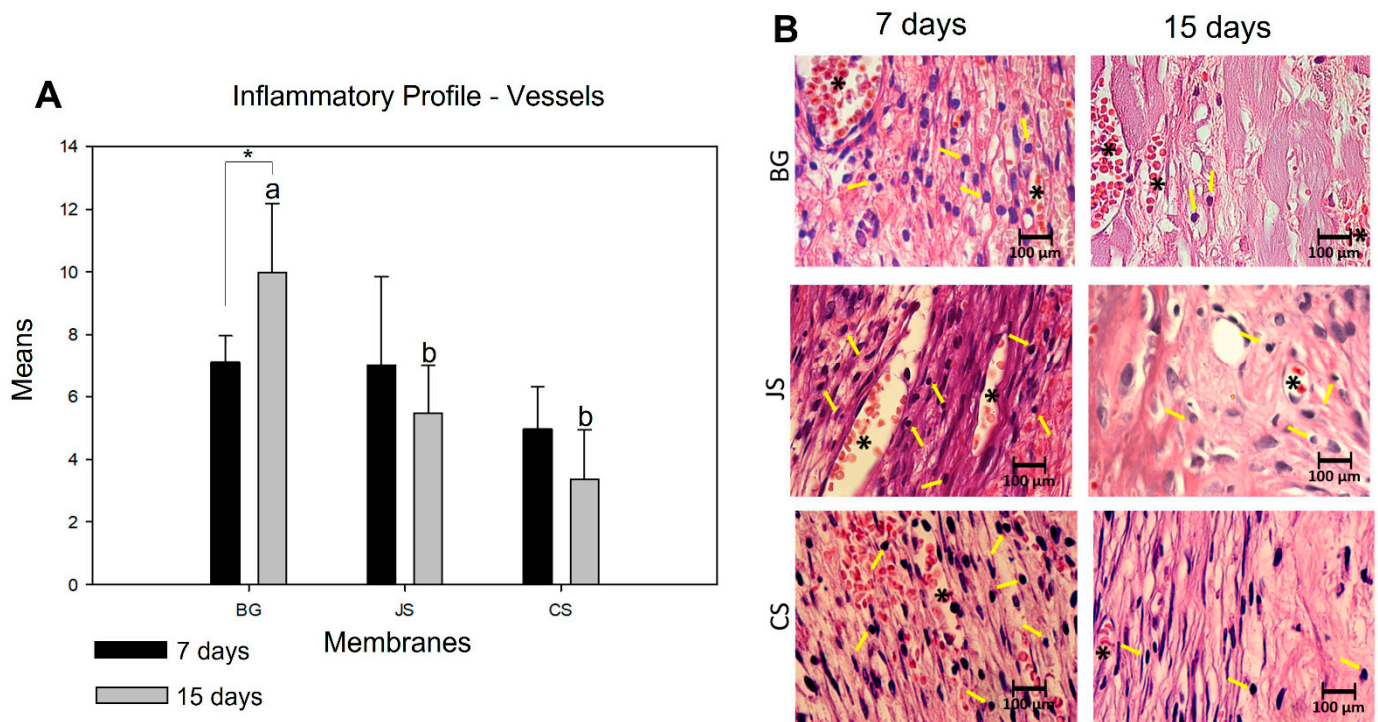 A
Inflammatory Profile - Vessels
Means
14
12
10
8
6
4
2
0
*
a
b
b
BG
JS
CS
Membranes
7 days
15 days
B
7 days
15 days
BG
*
*
100 µm
*
*
*
100 µm
JS
*
*
100 µm
*
100 µm
CS
*
100 µm
*
100 µm